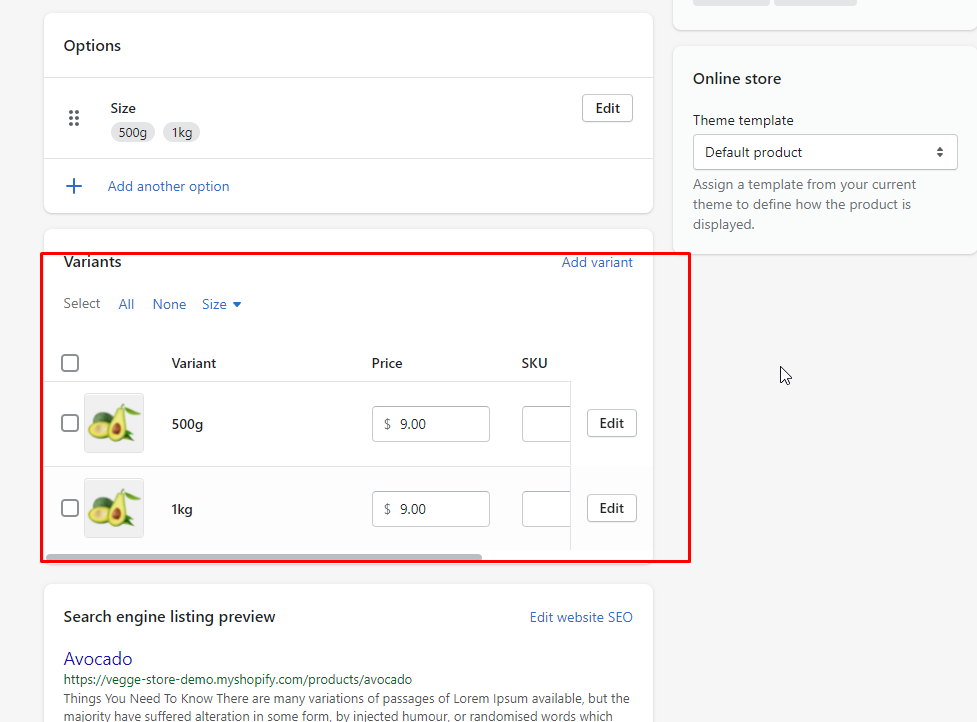 Options
Size
Edit
500g 1kg
Add another option
Online store
Theme template
Default product
Assign a template from your current
theme to define how the product is
displayed.
Variants
Add variant
Select All None Size
Variant Price SKU
500g $ 9.00 Edit
1kg $ 9.00 Edit
Search engine listing preview
Edit website SEO
Avocado
https://vegge-store-demo.myshopify.com/products/avocado
Things You Need To Know There are many variations of passages of Lorem Ipsum available, but the
majority have suffered alteration in some form, by injected humour, or randomised words which